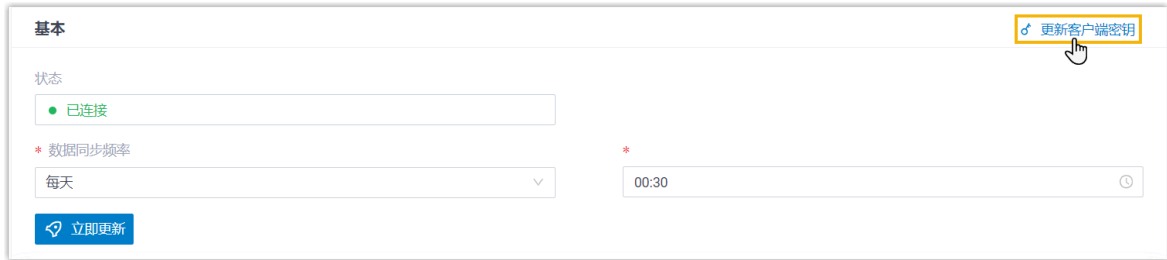 基本 更新客户端密钥
状态
已连接
* 数据同步频率 *
每天 00:30
立即更新